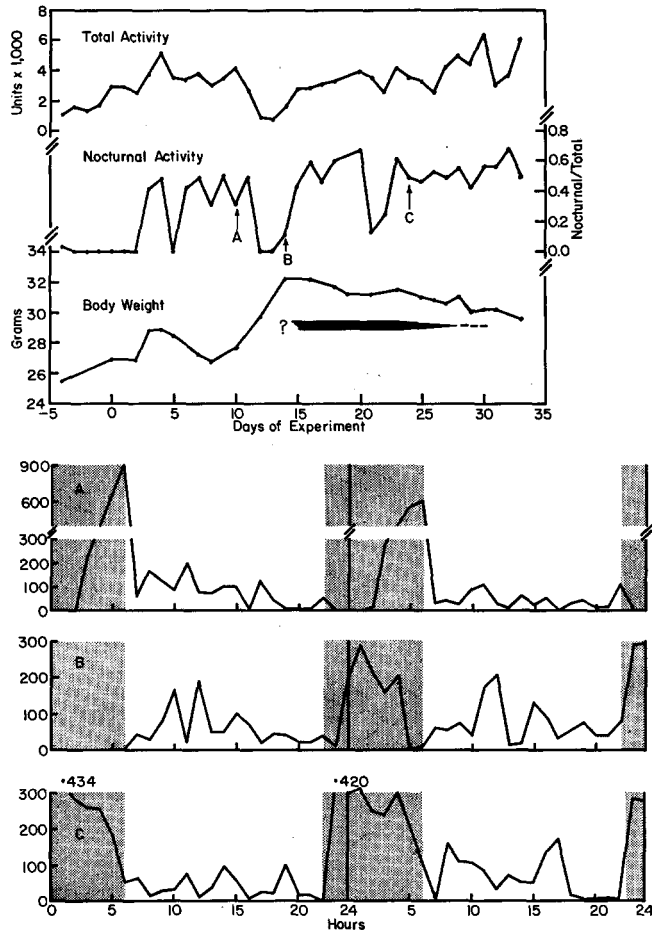 Total Activity
Units x 1,000
8
6
4
2
0
Nocturnal Activity
Nocturnal/Total
0.8
0.6
0.4
0.2
0.0
A
B
C
Body Weight
Grams
34
32
30
28
26
24
?
-5 0 5 10 15 20 25 30 35
Days of Experiment
A
900
600
300
200
100
0
B
300
200
100
0
C
•434
•420
300
200
100
0
0 5 10 15 20 24 5 10 15 20 24
Hours